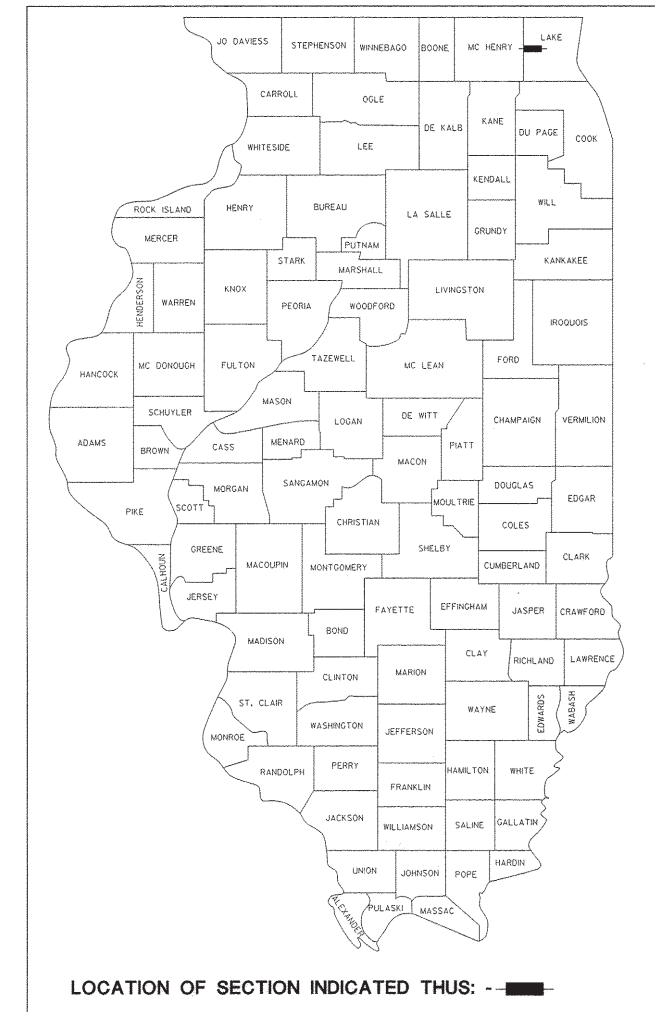 JO DAVIESS STEPHENSON WINNEBAGO BOONE MC HENRY LAKE
CARROLL OGLE DE KALB KANE DU PAGE COOK
WHITESIDE LEE
KENDALL WILL
ROCK ISLAND HENRY BUREAU LA SALLE GRUNDY
MERCER PUTNAM KANKAKEE
STARK MARSHALL
HENDERSON WARREN KNOX PEORIA WOODFORD LIVINGSTON IROQUOIS
HANCOCK MC DONOUGH FULTON TAZEWELL MC LEAN FORD
MASON
SCHUYLER LOGAN DE WITT CHAMPAIGN VERMILION
ADAMS BROWN CASS MENARD PIATT
MACON
MORGAN SANGAMON DOUGLAS EDGAR
PIKE SCOTT CHRISTIAN MOULTRIE COLES
SHELBY
CALHOUN GREENE MACOUPIN MONTGOMERY CUMBERLAND CLARK
JERSEY FAYETTE EFFINGHAM JASPER CRAWFORD
MADISON BOND
CLINTON MARION CLAY RICHLAND LAWRENCE
ST. CLAIR WAYNE EDWARDS WABASH
WASHINGTON JEFFERSON
MONROE
RANDOLPH PERRY HAMILTON WHITE
FRANKLIN
JACKSON WILLIAMSON SALINE GALLATIN
UNION JOHNSON POPE HARDIN
ALEXANDER PULASKI MASSAC
LOCATION OF SECTION INDICATED THUS: -